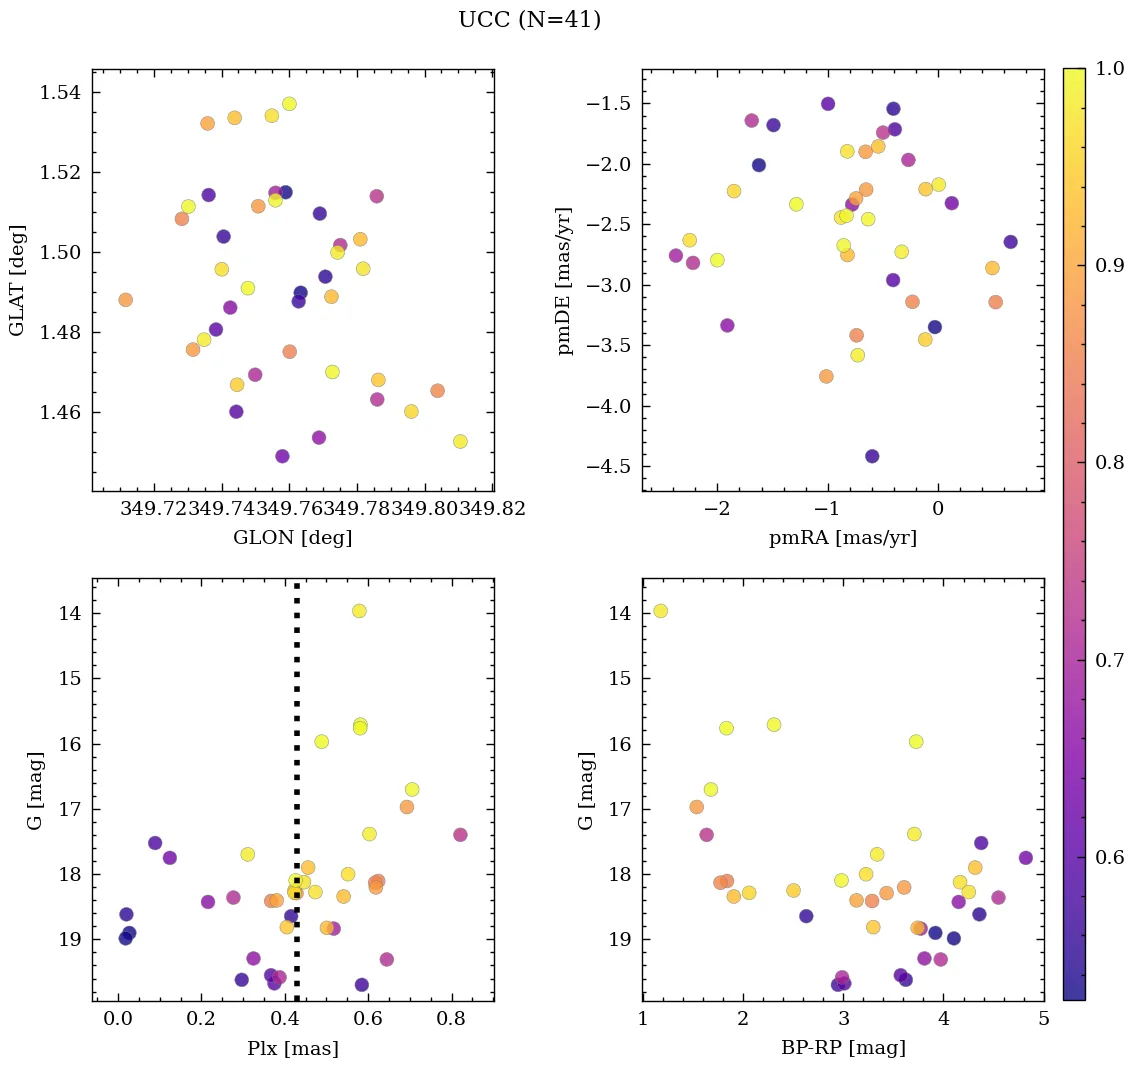 UCC (N=41)
1.54
1.52
1.50
1.48
1.46
GLAT [deg]
349.72 349.74 349.76 349.78 349.80 349.82
GLON [deg]
−1.5
−2.0
−2.5
−3.0
−3.5
−4.0
−4.5
pmDE [mas/yr]
−2 −1 0
pmRA [mas/yr]
14
15
16
17
18
19
G [mag]
0.0 0.2 0.4 0.6 0.8
Plx [mas]
14
15
16
17
18
19
G [mag]
1 2 3 4 5
BP-RP [mag]
1.0
0.9
0.8
0.7
0.6